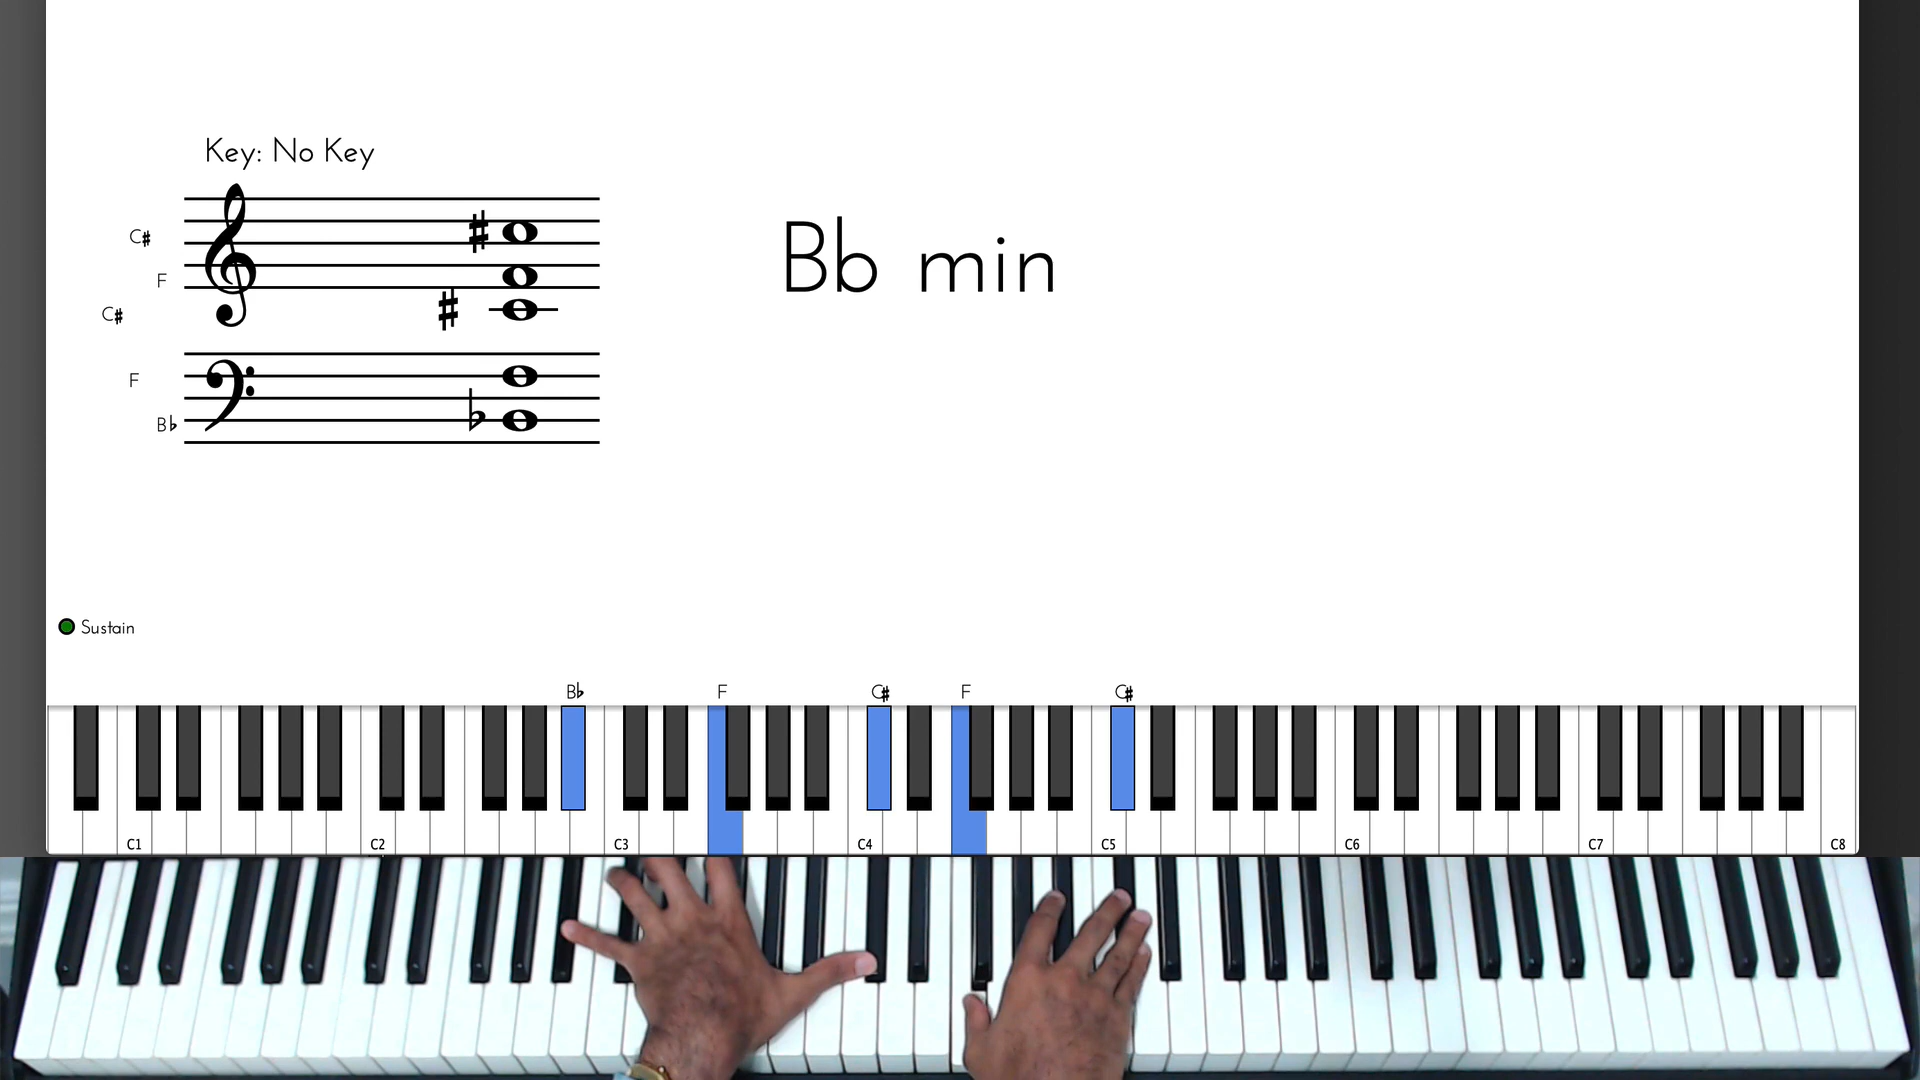 Key: No Key
C♯
F
C♯
F
B♭
Bb min
Sustain
B♭ F C♯ F C♯
C1 C2 C3 C4 C5 C6 C7 C8